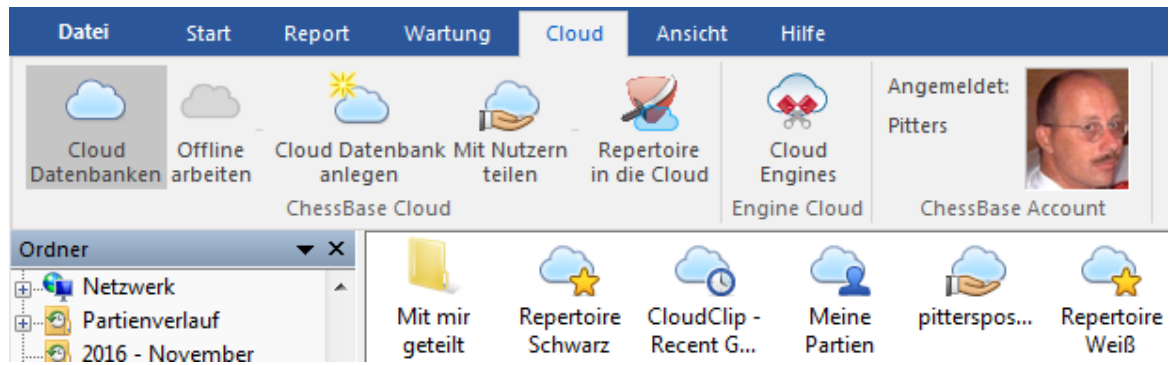 Datei Start Report Wartung Cloud Ansicht Hilfe
Cloud Datenbanken
Offline arbeiten
Cloud Datenbank anlegen
Mit Nutzern teilen
Repertoire in die Cloud
Cloud Engines
Angemeldet:
Pitters
ChessBase Cloud
Engine Cloud
ChessBase Account
Ordner
Netzwerk
Partienverlauf
2016 - November
Mit mir geteilt
Repertoire Schwarz
CloudClip - Recent G...
Meine Partien
pitterspos...
Repertoire Weiß